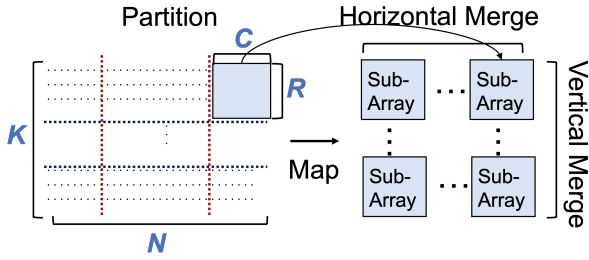 Partition
Horizontal Merge
C
R
K
N
Map
Sub-
Array
Sub-
Array
Sub-
Array
Sub-
Array
Vertical Merge